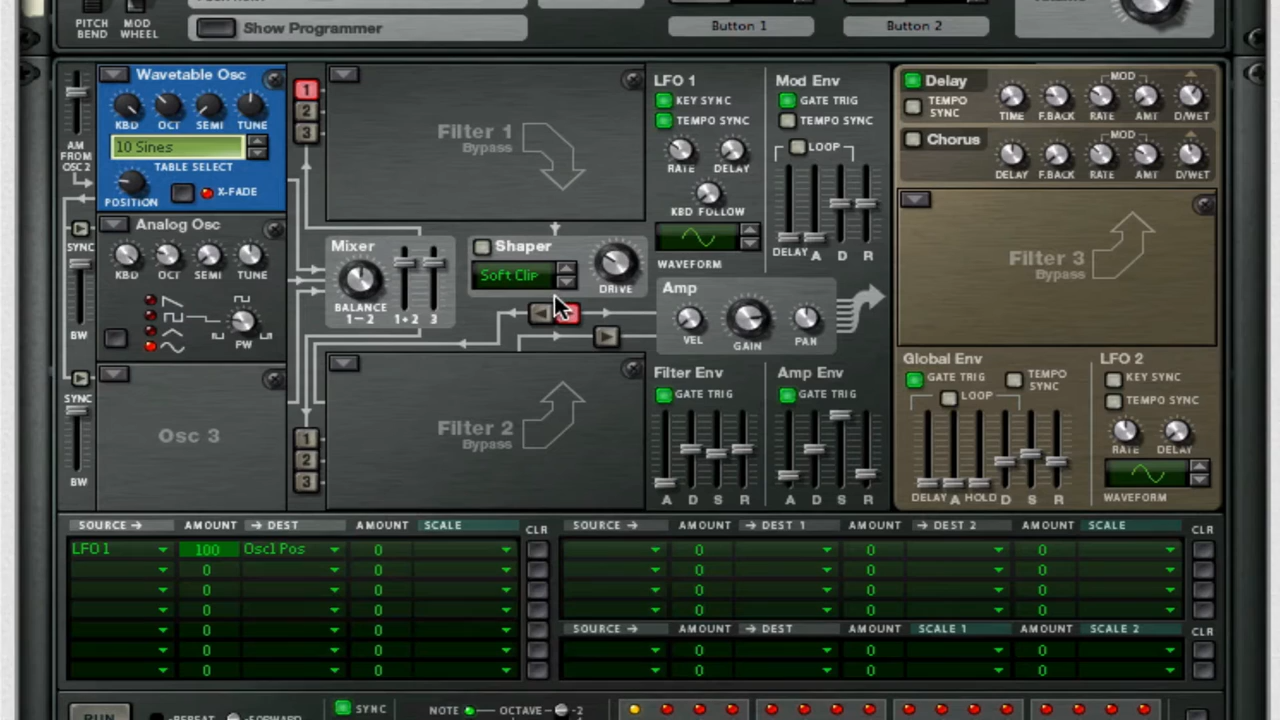 PITCH BEND
MOD WHEEL
Show Programmer
Button 1
Button 2
Wavetable Osc
KBD OCT SEMI TUNE
10 Sines
TABLE SELECT
POSITION
X-FADE
AM FROM OSC 2
SYNC
BW
SYNC
BW
Analog Osc
KBD OCT SEMI TUNE
PW
Osc 3
1
2
3
1
2
3
Filter 1
Bypass
Mixer
BALANCE
1-2
1+2
3
Shaper
Soft Clip
DRIVE
Filter 2
Bypass
LFO 1
KEY SYNC
TEMPO SYNC
RATE DELAY
KBD FOLLOW
WAVEFORM
Mod Env
GATE TRIG
TEMPO SYNC
LOOP
DELAY A D R
Amp
VEL GAIN PAN
Filter Env
GATE TRIG
A D S R
Amp Env
GATE TRIG
A D S R
Delay
TEMPO SYNC
MOD
TIME F.BACK RATE AMT D/WET
Chorus
MOD
DELAY F.BACK RATE AMT D/WET
Filter 3
Bypass
Global Env
GATE TRIG
TEMPO SYNC
LOOP
DELAY A HOLD D S R
LFO 2
KEY SYNC
TEMPO SYNC
RATE DELAY
WAVEFORM
SOURCE AMOUNT DEST AMOUNT SCALE CLR
LFO 1 100 Osc1 Pos 0
0 0
0 0
0 0
0 0
0 0
0 0
SOURCE AMOUNT DEST 1 AMOUNT DEST 2 AMOUNT SCALE CLR
0 0 0
0 0 0
0 0 0
0 0 0
SOURCE AMOUNT DEST AMOUNT SCALE 1 AMOUNT SCALE 2 CLR
0 0 0
0 0 0
RUN
SYNC
NOTE
OCTAVE
-2